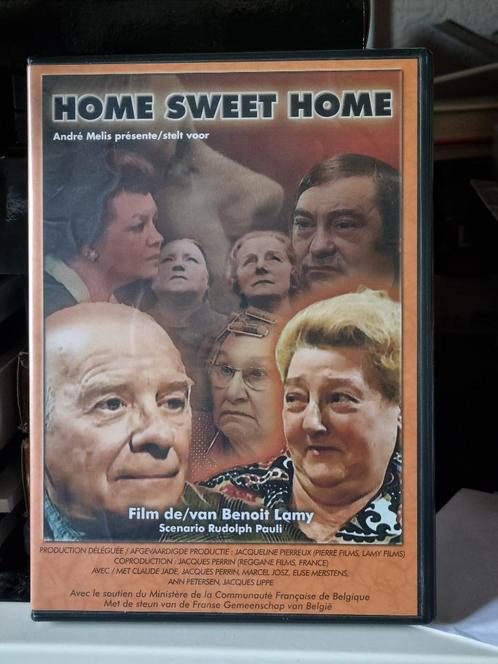 HOME SWEET HOME
André Melis présente/stelt voor
Film de/van Benoit Lamy
Scenario Rudolph Pauli
PRODUCTION DÉLÉGUÉE / AFGEVAARDIGDE PRODUCTIE : JACQUELINE PIERREUX (PIERRE FILMS, LAMY FILMS)
COPRODUCTION : JACQUES PERRIN (REGGANE FILMS, FRANCE)
AVEC / MET CLAUDE JADE, JACQUES PERRIN, MARCEL JOSZ, ELISE MERSTENS,
ANN PETERSEN, JACQUES LIPPE
Avec le soutien du Ministère de la Communauté Française de Belgique
Met de steun van de Franse Gemeenschap van België